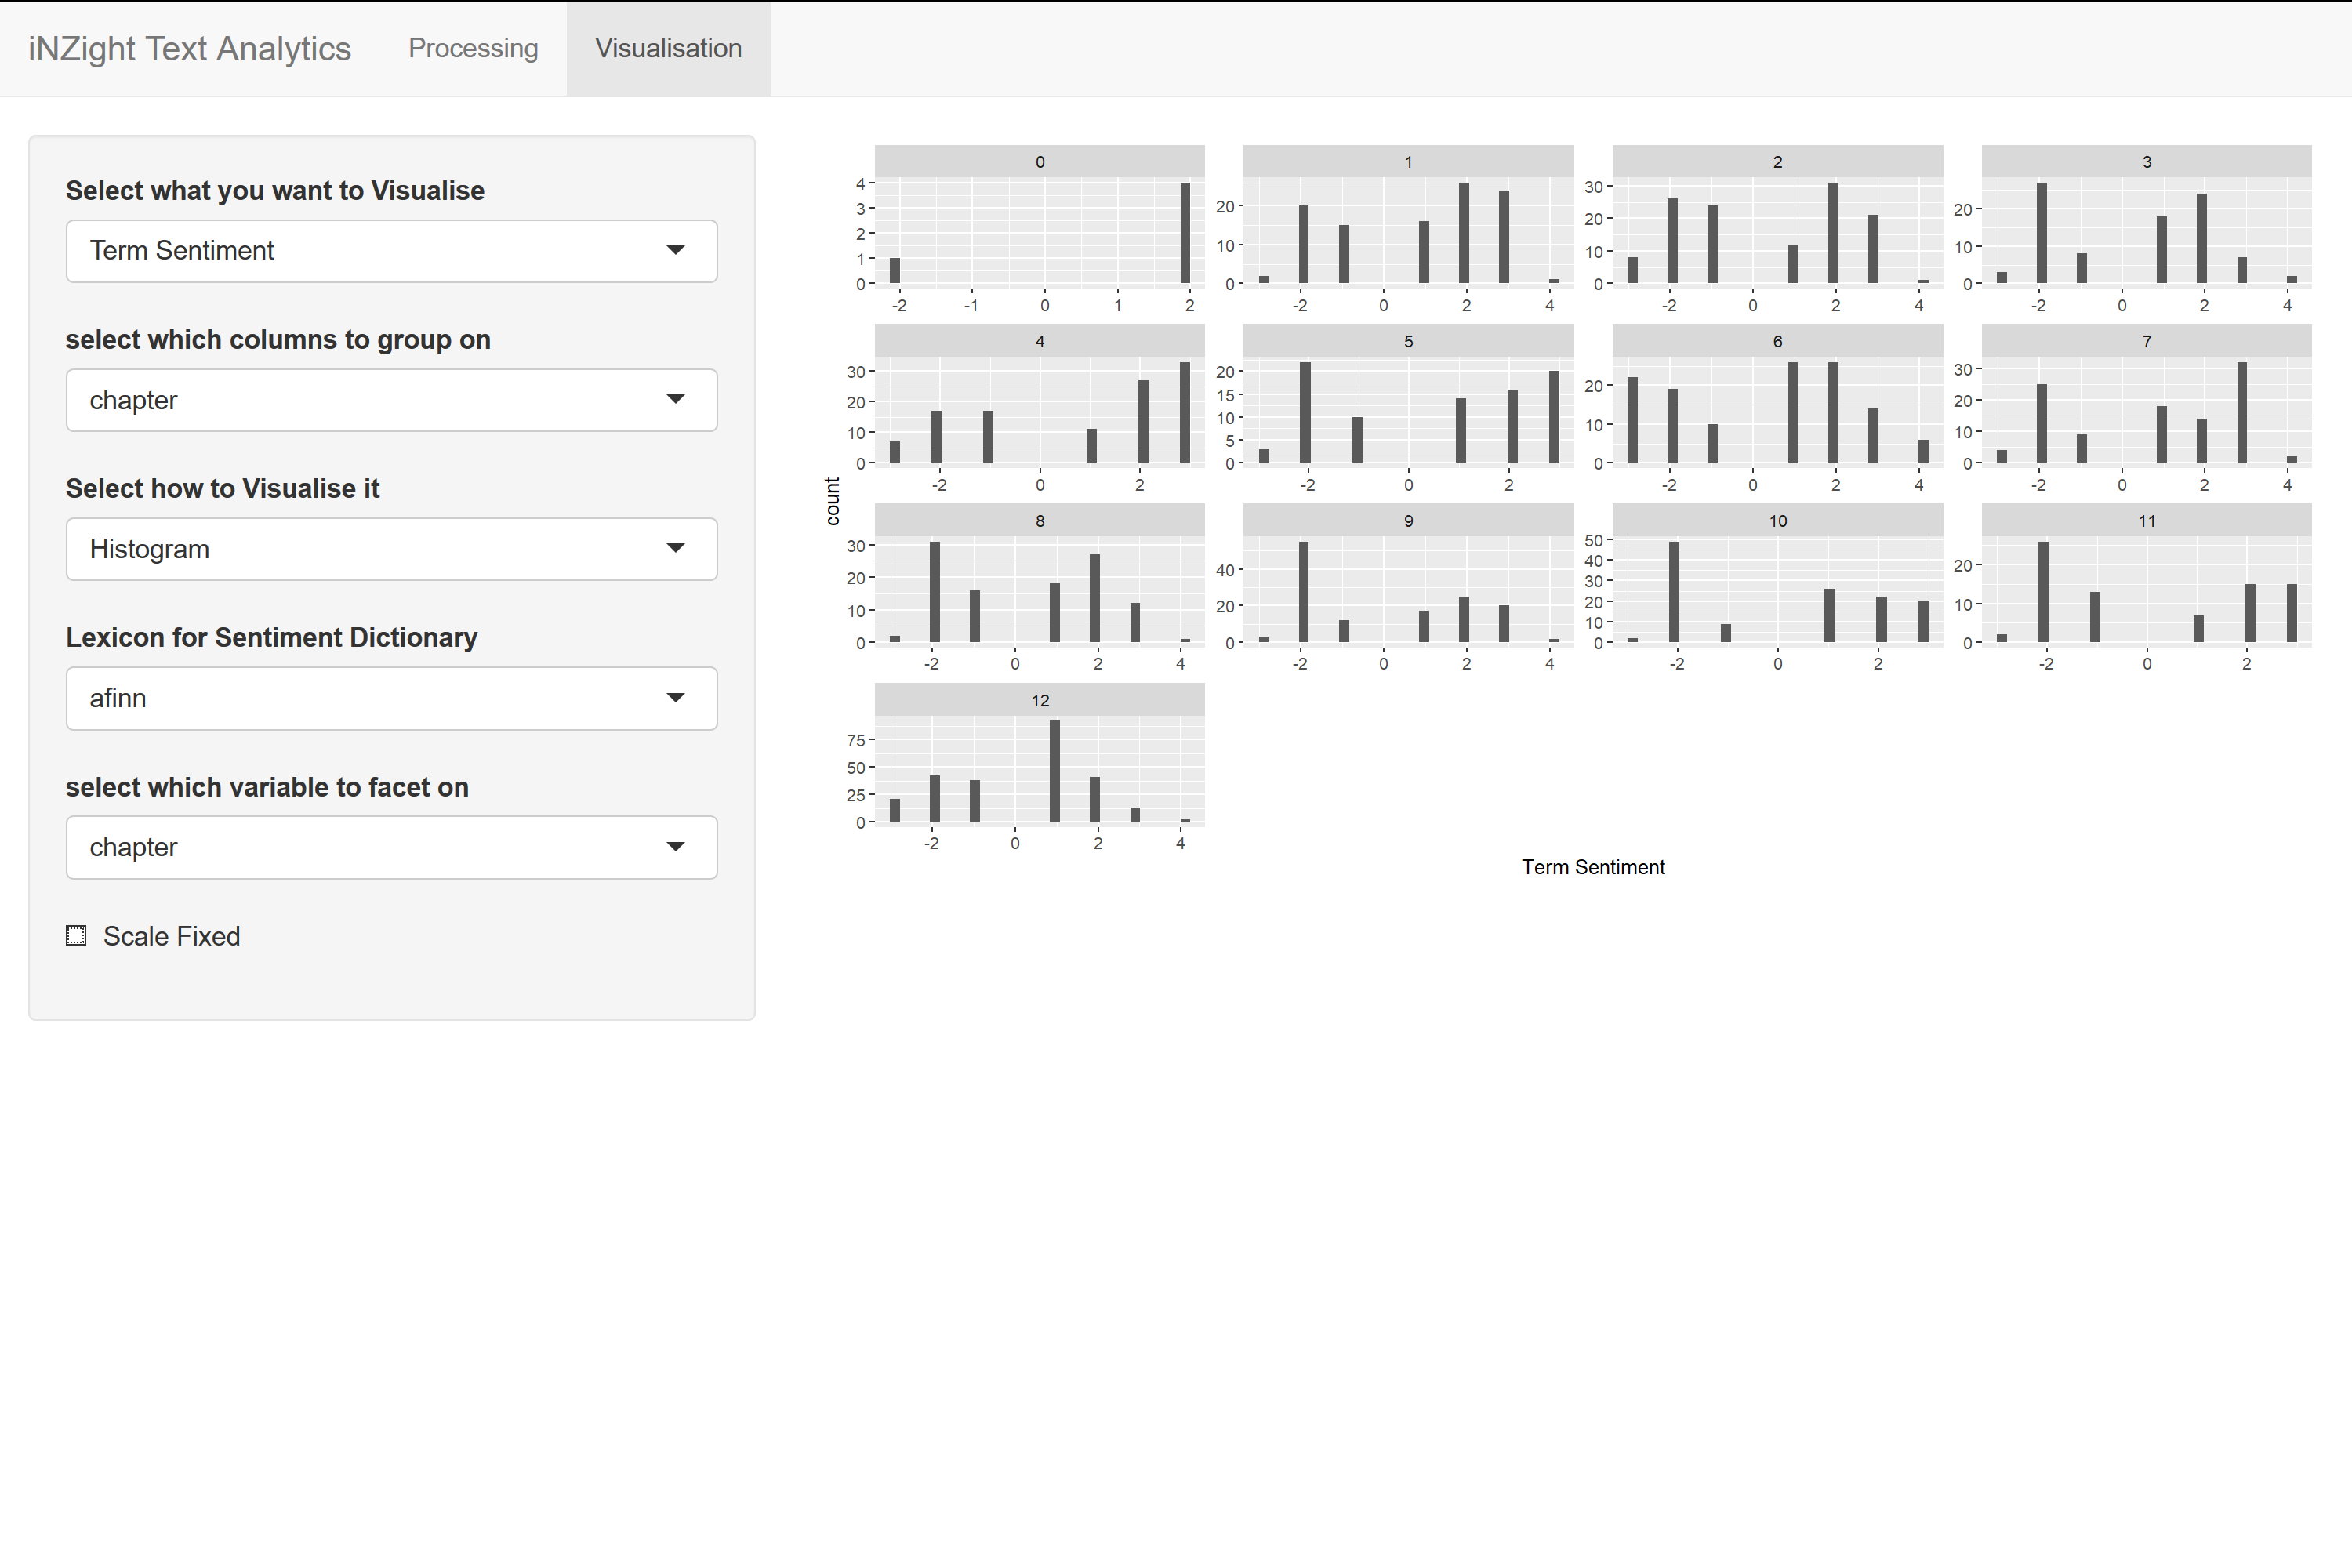 iNZight Text Analytics Processing Visualisation
Select what you want to Visualise
Term Sentiment
select which columns to group on
chapter
Select how to Visualise it
Histogram
Lexicon for Sentiment Dictionary
afinn
select which variable to facet on
chapter
Scale Fixed
count
0
4
3
2
1
0
-2 -1 0 1 2
1
20
10
0
-2 0 2 4
2
30
20
10
0
-2 0 2 4
3
20
10
0
-2 0 2 4
4
30
20
10
0
-2 0 2
5
20
15
10
5
0
-2 0 2
6
20
10
0
-2 0 2 4
7
30
20
10
0
-2 0 2 4
8
30
20
10
0
-2 0 2 4
9
40
20
0
-2 0 2 4
10
50
40
30
20
10
0
-2 0 2
11
20
10
0
-2 0 2
12
75
50
25
0
-2 0 2 4
Term Sentiment